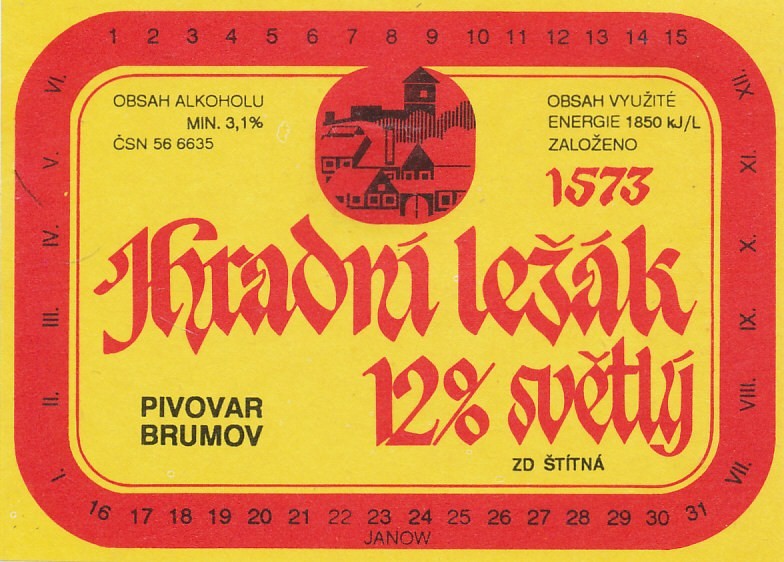 1 2 3 4 5 6 7 8 9 10 11 12 13 14 15
OBSAH ALKOHOLU
MIN. 3,1%
ČSN 56 6635
OBSAH VYUŽITÉ
ENERGIE 1850 kJ/L
ZALOŽENO
1573
Hradní ležák
12% světlý
PIVOVAR
BRUMOV
ZD ŠTÍTNÁ
I. II. III. IV. V. VI.
VII. VIII. IX. X. XI. XII.
16 17 18 19 20 21 22 23 24 25 26 27 28 29 30 31
JANOW